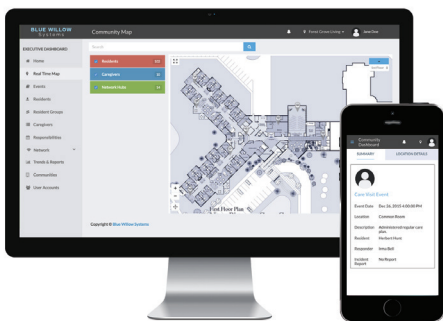 BLUE WILLOW
Systems
Community Map
Forest Grove Living
Jane Doe
EXECUTIVE DASHBOARD
Search
Home
Real Time Map
Events
Residents
Resident Groups
Caregivers
Responsibilities
Network
Trends & Reports
Communities
User Accounts
Residents
Caregivers
Network Hubs
First Floor Plan
Copyright © Blue Willow Systems
Community
Dashboard
SUMMARY
LOCATION DETAILS
Care Visit Event
Event Date Dec 26, 2015 4:00:00 PM
Location Common Room
Description Administered regular care
plan.
Resident Herbert Hunt
Responder Irma Bell
Incident
Report
No Report